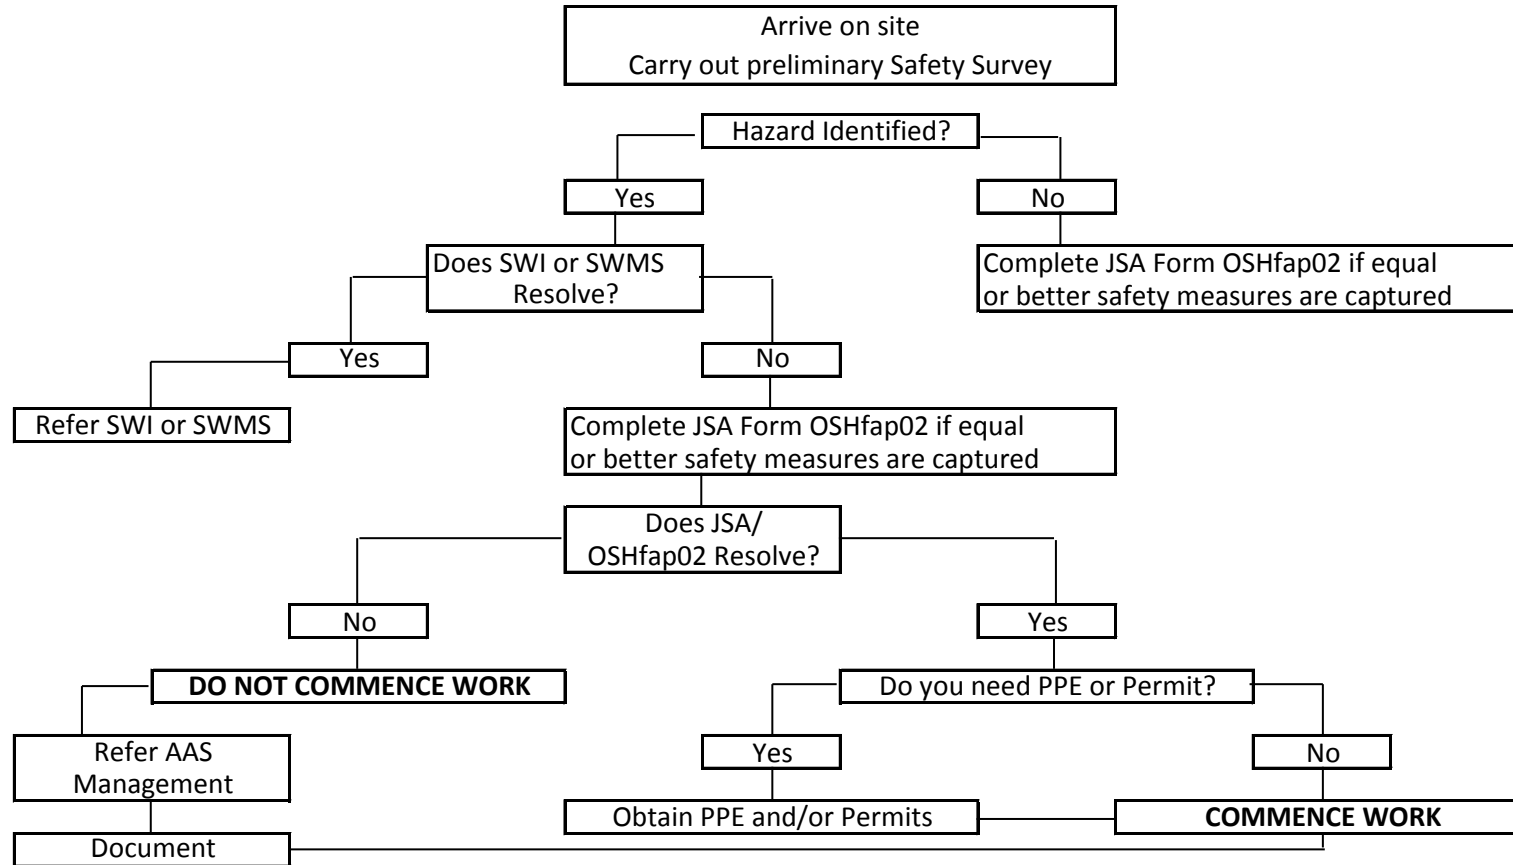 Arrive on site
Carry out preliminary Safety Survey
Hazard Identified?
Yes
No
Does SWI or SWMS
Resolve?
Complete JSA Form OSHfap02 if equal
or better safety measures are captured
Yes
No
Refer SWI or SWMS
Complete JSA Form OSHfap02 if equal
or better safety measures are captured
Does JSA/
OSHfap02 Resolve?
No
Yes
DO NOT COMMENCE WORK
Do you need PPE or Permit?
Refer AAS
Management
Yes
No
Obtain PPE and/or Permits
COMMENCE WORK
Document